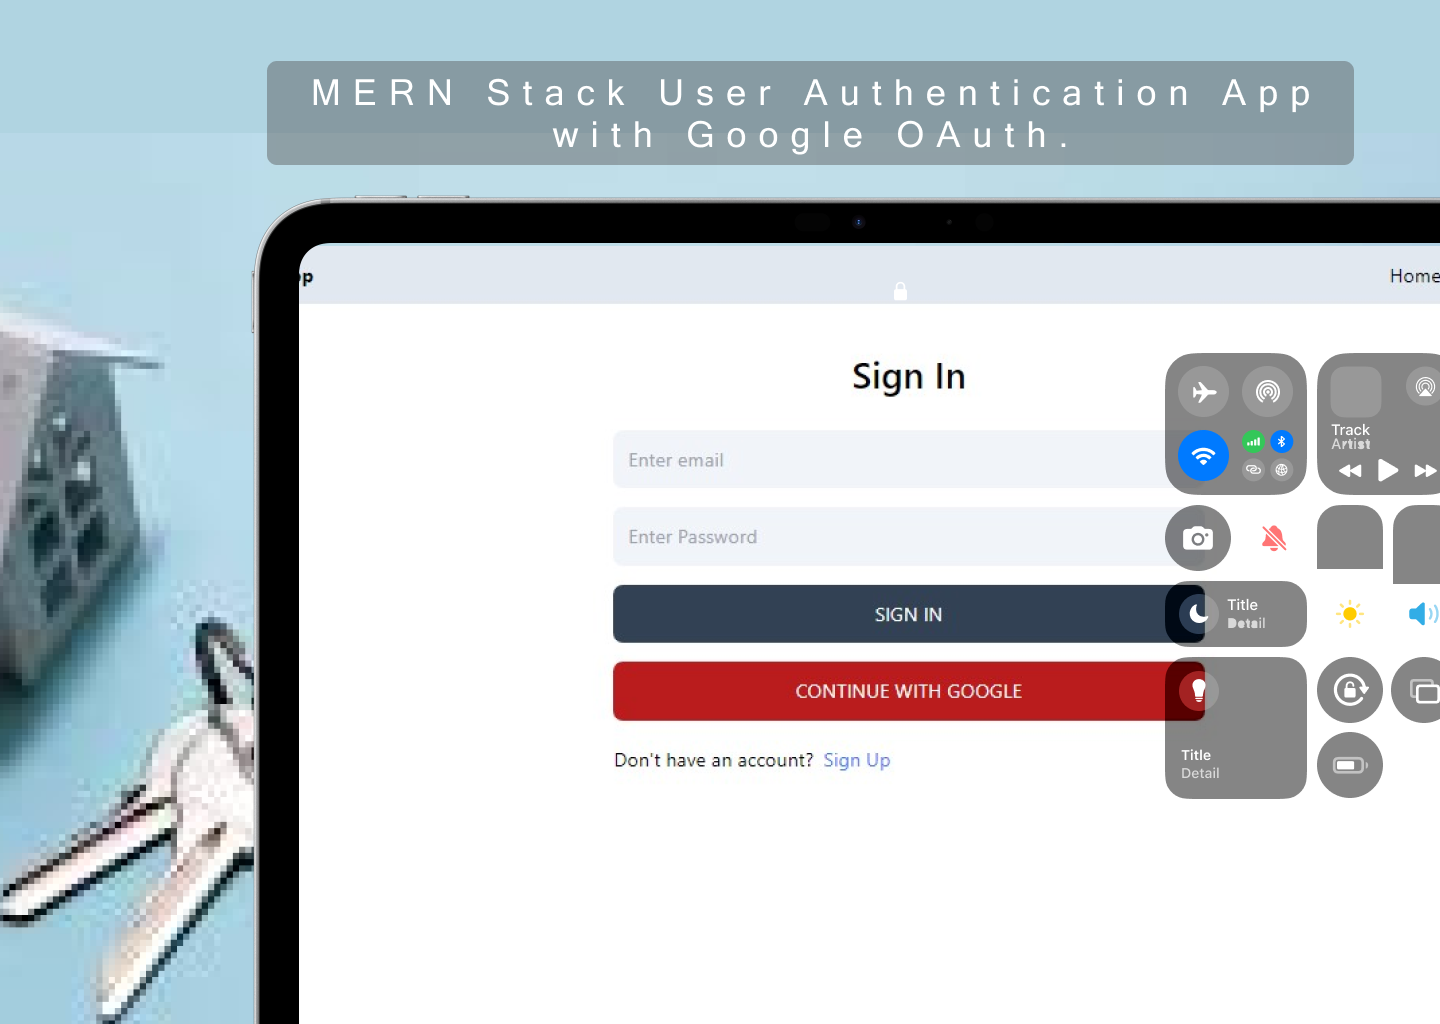 MERN Stack User Authentication App
with Google OAuth.
Home
Sign In
Enter email
Enter Password
SIGN IN
CONTINUE WITH GOOGLE
Don't have an account? Sign Up
Track
Artist
Title
Detail
Title
Detail